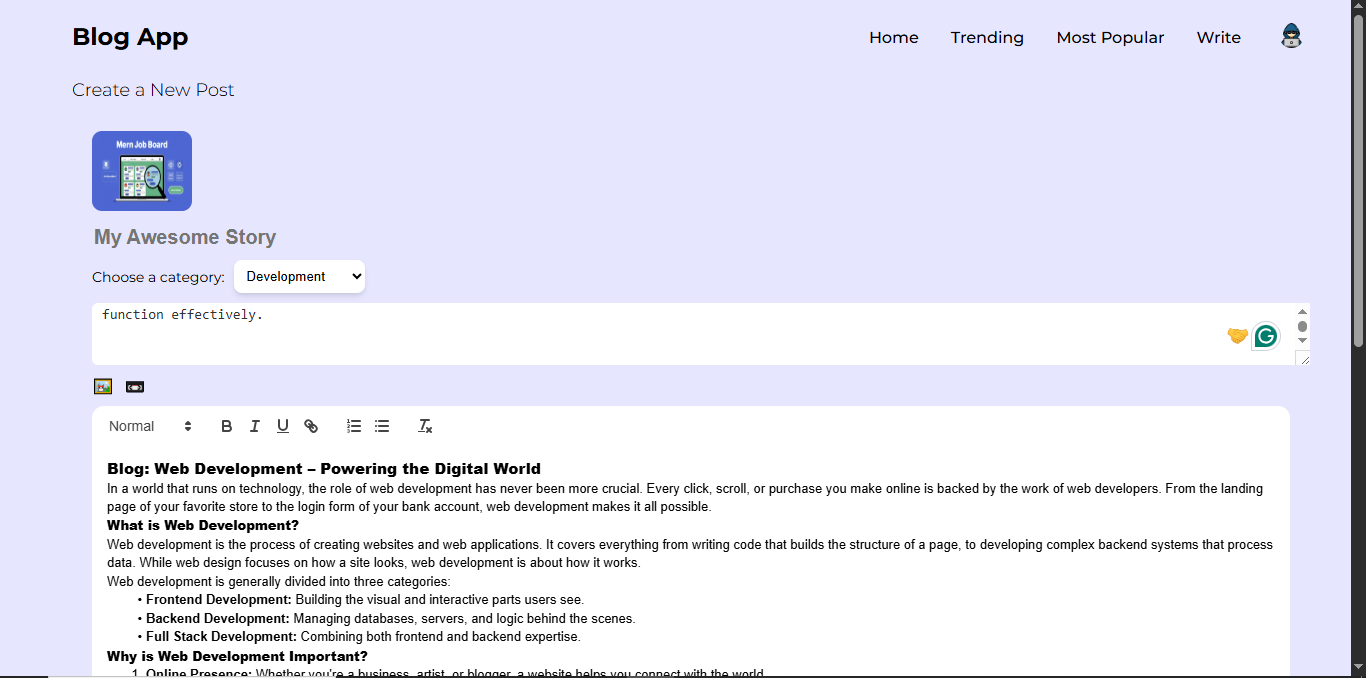 Blog App
Home Trending Most Popular Write
Create a New Post
Mern Job Board
My Awesome Story
Choose a category: Development
function effectively.
Normal B I U
Blog: Web Development – Powering the Digital World
In a world that runs on technology, the role of web development has never been more crucial. Every click, scroll, or purchase you make online is backed by the work of web developers. From the landing
page of your favorite store to the login form of your bank account, web development makes it all possible.
What is Web Development?
Web development is the process of creating websites and web applications. It covers everything from writing code that builds the structure of a page, to developing complex backend systems that process
data. While web design focuses on how a site looks, web development is about how it works.
Web development is generally divided into three categories:
• Frontend Development: Building the visual and interactive parts users see.
• Backend Development: Managing databases, servers, and logic behind the scenes.
• Full Stack Development: Combining both frontend and backend expertise.
Why is Web Development Important?
1. Online Presence: Whether you're a business, artist, or blogger, a website helps you connect with the world.